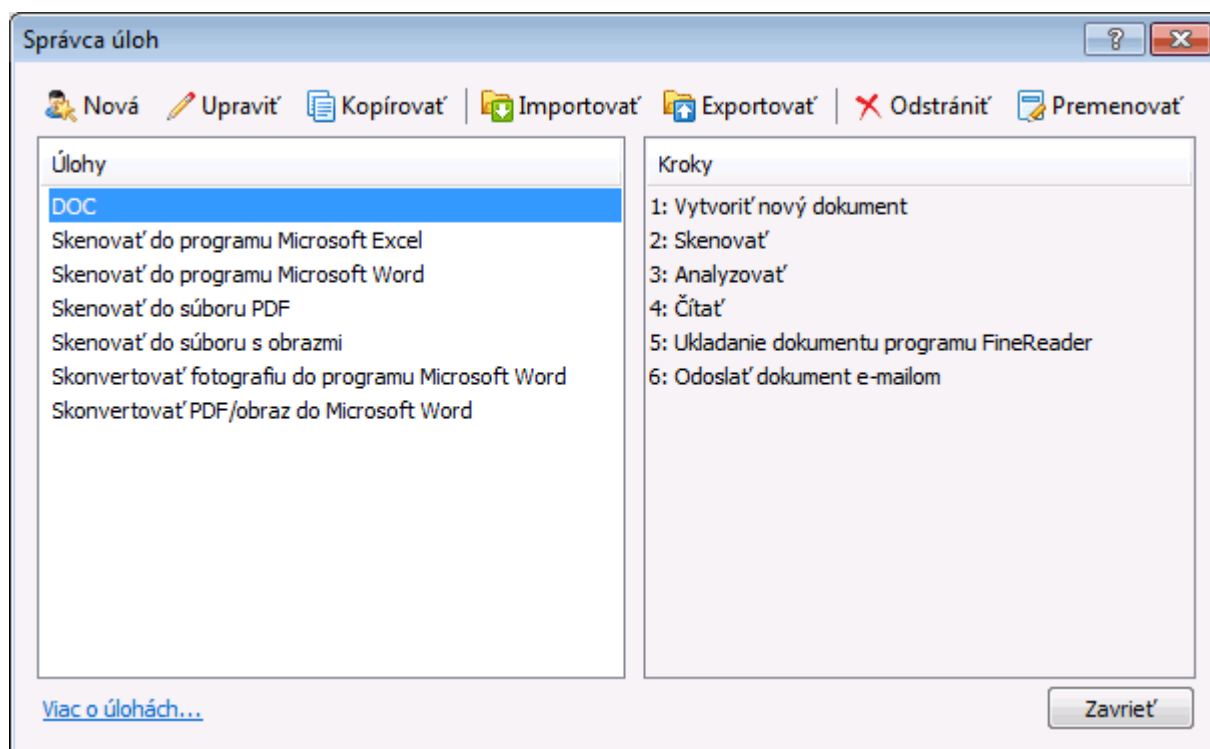 Správca úloh
Nová Upraviť Kopírovať Importovať Exportovať Odstrániť Premenovať
Úlohy
DOC
Skenovať do programu Microsoft Excel
Skenovať do programu Microsoft Word
Skenovať do súboru PDF
Skenovať do súboru s obrazmi
Skonvertovať fotografiu do programu Microsoft Word
Skonvertovať PDF/obraz do Microsoft Word
Kroky
1: Vytvoriť nový dokument
2: Skenovať
3: Analyzovať
4: Čítať
5: Ukladanie dokumentu programu FineReader
6: Odoslať dokument e-mailom
Viac o úlohách...
Zavrieť